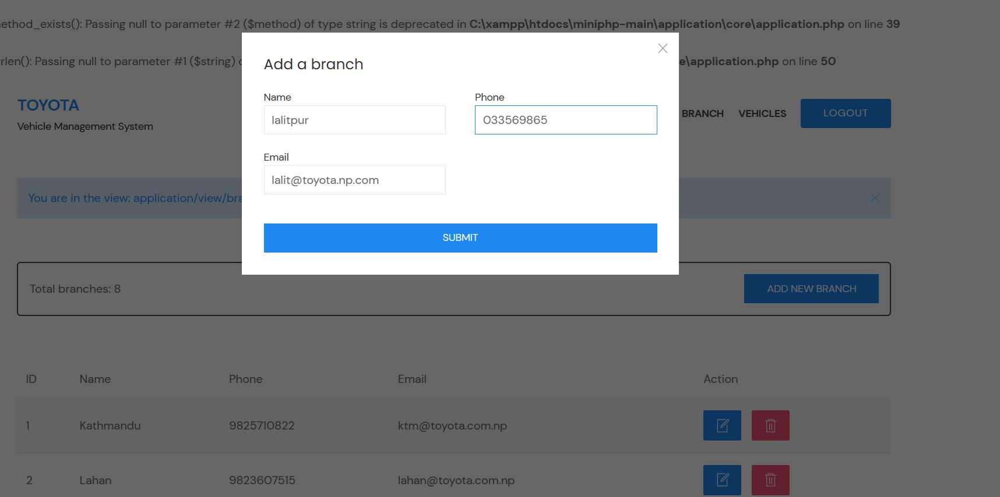 ethod_exists(): Passing null to parameter #2 ($method) of type string is deprecated in C:\xampp\htdocs\miniphp-main\application\core\application.php on line 39
rlen(): Passing null to parameter #1 ($string) e\application.php on line 50
Add a branch
Name Phone
lalitpur 033569865
Email
lalit@toyota.np.com
SUBMIT
TOYOTA
Vehicle Management System
BRANCH VEHICLES LOGOUT
You are in the view: application/view/bra
Total branches: 8 ADD NEW BRANCH
ID Name Phone Email Action
1 Kathmandu 9825710822 ktm@toyota.com.np
2 Lahan 9823607515 lahan@toyota.com.np